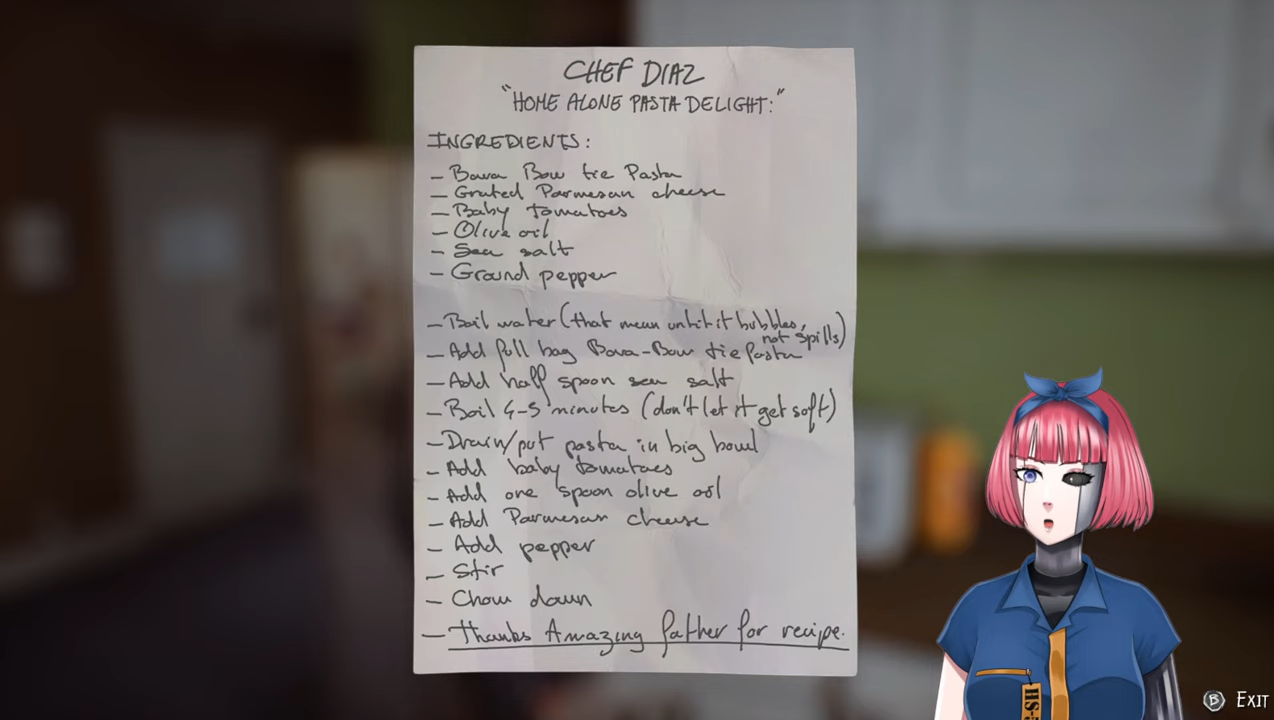 CHEF DIAZ
"HOME ALONE PASTA DELIGHT:"
INGREDIENTS:
- Bava Bow tie Pasta
- Grated Parmesan cheese
- Baby tomatoes
- Olive oil
- Sea salt
- Ground pepper
- Boil water (that mean until it bubbles,
not spills)
- Add full bag Bava-Bow tie Pasta
- Add half spoon sea salt
- Boil 4-5 minutes (don't let it get soft)
- Drain/put pasta in big bowl
- Add baby tomatoes
- Add one spoon olive oil
- Add Parmesan cheese
- Add pepper
- Stir
- Chow down
- Thanks Amazing father for recipe.
B EXIT